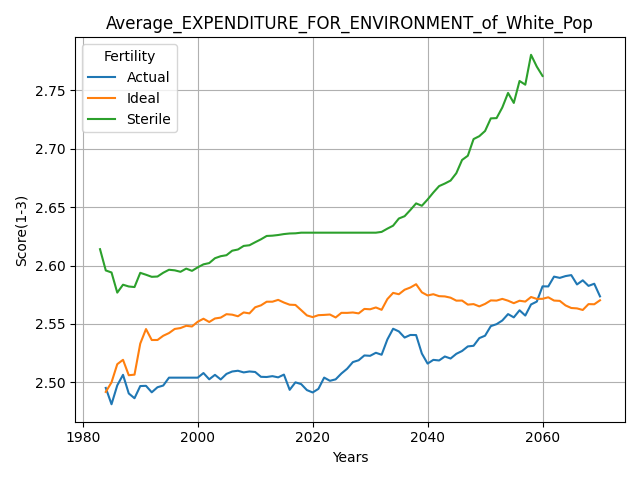 Average_EXPENDITURE_FOR_ENVIRONMENT_of_White_Pop
Fertility
Actual
Ideal
Sterile
Score(1-3)
2.75
2.70
2.65
2.60
2.55
2.50
1980 2000 2020 2040 2060
Years